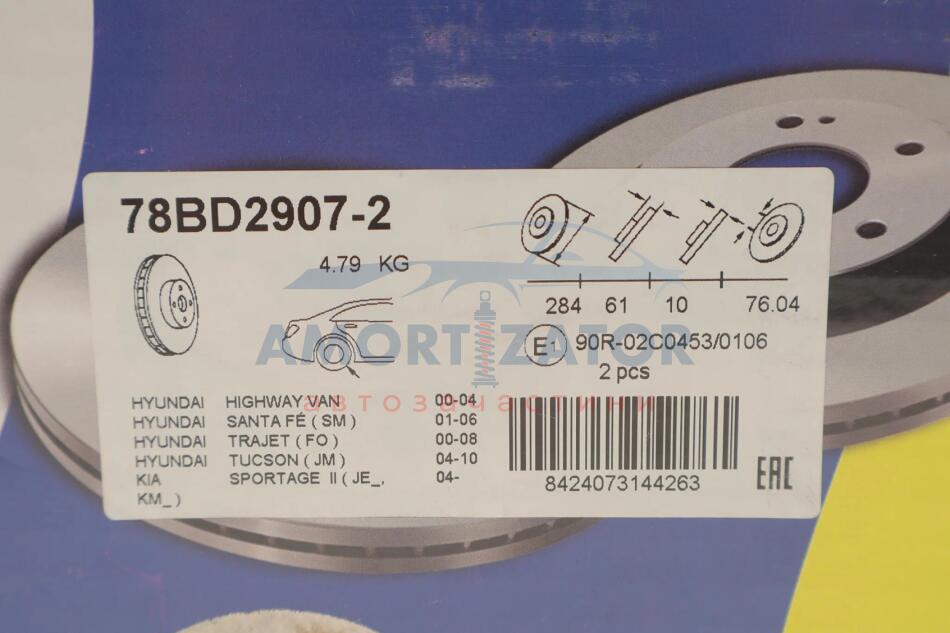 78BD2907-2
4.79 KG
284 61 10 76.04
E1 90R-02C0453/0106
2 pcs
AMORTIZATOR
автозапчастини
HYUNDAI HIGHWAY VAN 00-04
HYUNDAI SANTA FÉ ( SM ) 01-06
HYUNDAI TRAJET ( FO ) 00-08
HYUNDAI TUCSON ( JM ) 04-10
KIA SPORTAGE II ( JE_, 04-
KM_ )
8424073144263
EAC